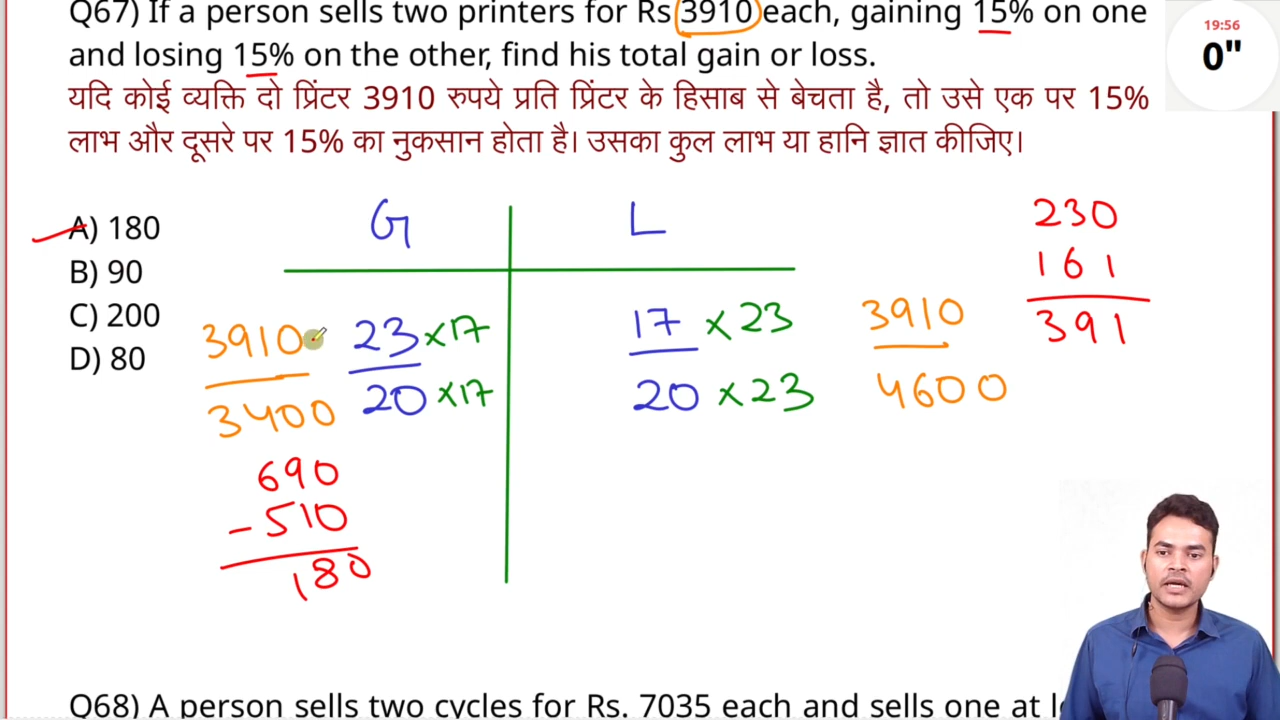 Q67) If a person sells two printers for Rs 3910 each, gaining 15% on one
and losing 15% on the other, find his total gain or loss.
यदि कोई व्यक्ति दो प्रिंटर 3910 रुपये प्रति प्रिंटर के हिसाब से बेचता है, तो उसे एक पर 15%
लाभ और दूसरे पर 15% का नुकसान होता है। उसका कुल लाभ या हानि ज्ञात कीजिए।
19:56
0"
A) 180
B) 90
C) 200
D) 80
G L
3910 23 ×17 17 × 23 3910
3400 20 ×17 20 × 23 4600
690
- 510
180
230
161
391
Q68) A person sells two cycles for Rs. 7035 each and sells one at